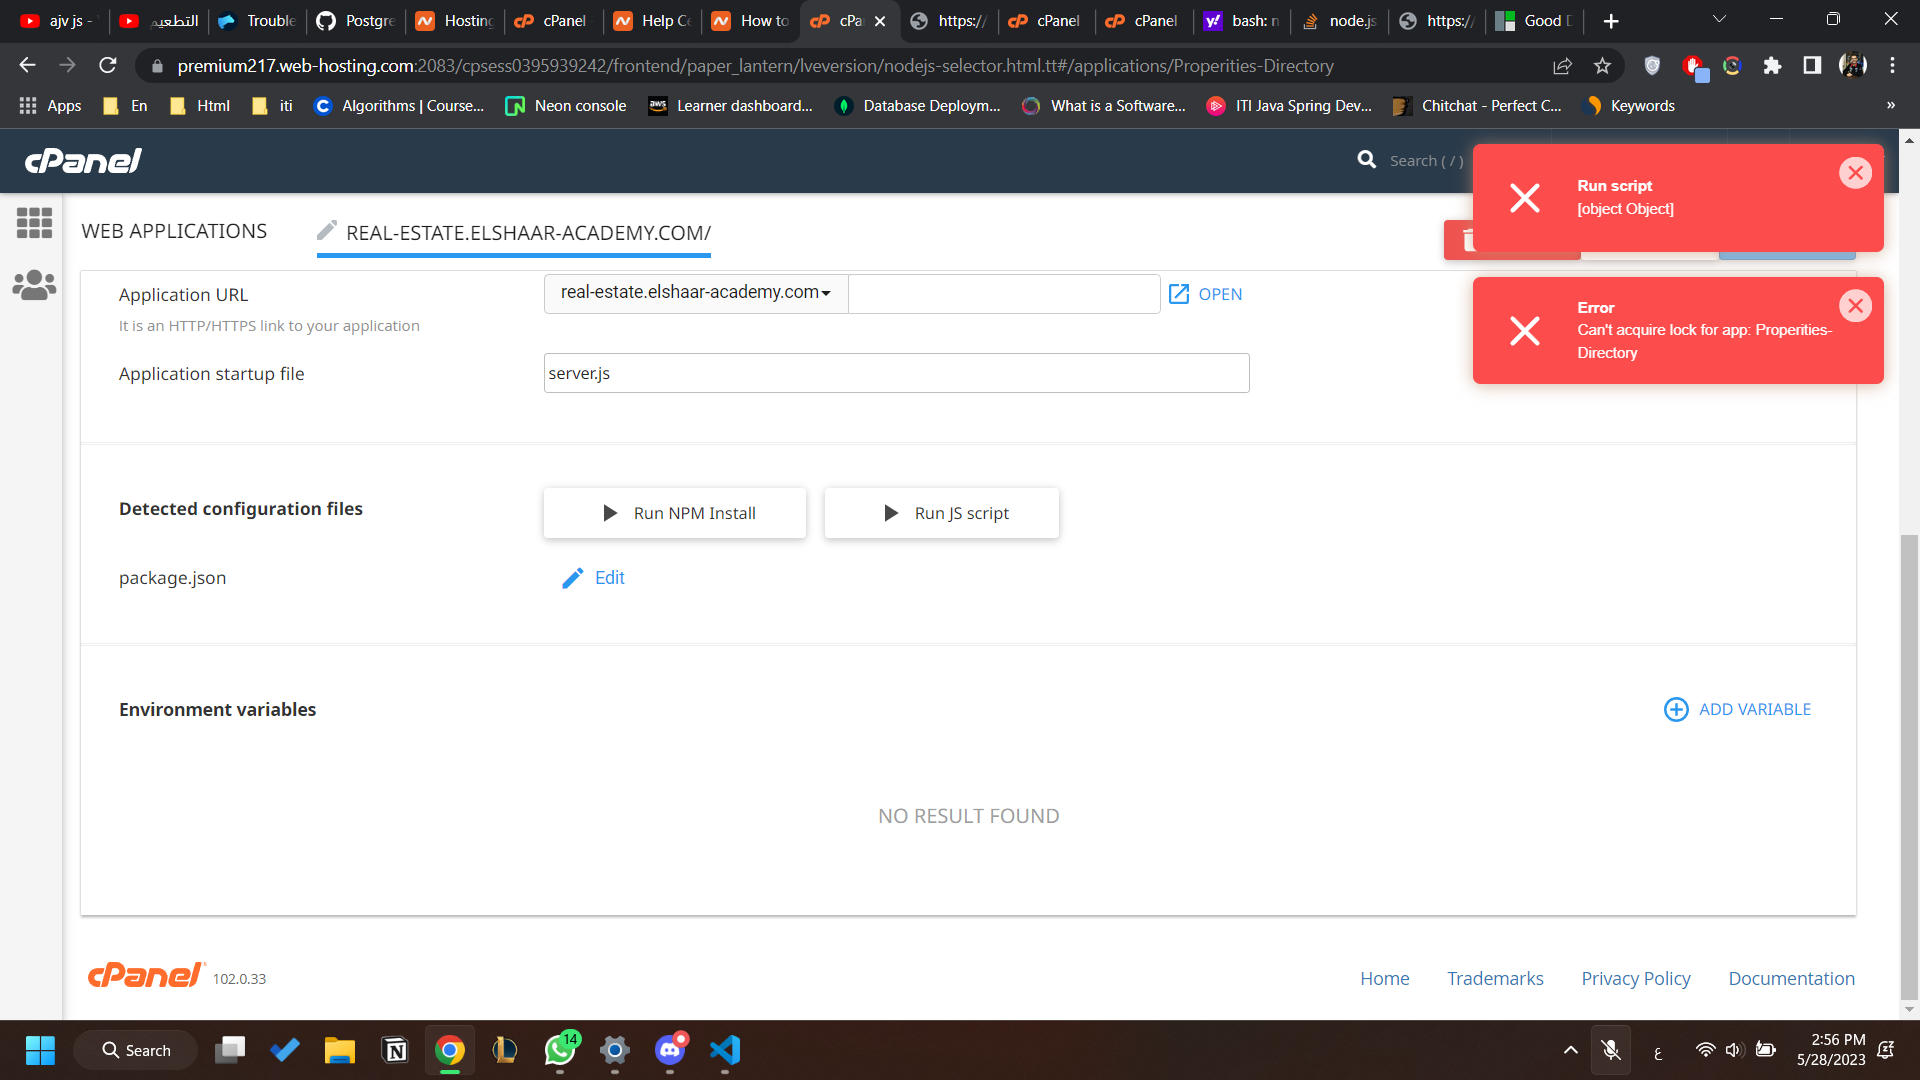 ajv js -
التطعيم
Trouble
Postgre
Hosting
cPanel
Help Ce
How to
cPa
https:/
cPanel
cPanel
bash: n
node.js
https:/
Good D
premium217.web-hosting.com:2083/cpsess0395939242/frontend/paper_lantern/lveversion/nodejs-selector.html.tt#/applications/Properities-Directory
Apps
En
Html
iti
Algorithms | Course...
Neon console
aws
Learner dashboard...
Database Deploym...
What is a Software...
ITI Java Spring Dev...
Chitchat - Perfect C...
Keywords
»
cPanel
Search ( / )
Run script
[object Object]
WEB APPLICATIONS
REAL-ESTATE.ELSHAAR-ACADEMY.COM/
Error
Can't acquire lock for app: Properities-
Directory
Application URL
real-estate.elshaar-academy.com
OPEN
It is an HTTP/HTTPS link to your application
Application startup file
server.js
Detected configuration files
Run NPM Install
Run JS script
package.json
Edit
Environment variables
ADD VARIABLE
NO RESULT FOUND
cPanel 102.0.33
Home
Trademarks
Privacy Policy
Documentation
Search
14
ع
2:56 PM
5/28/2023